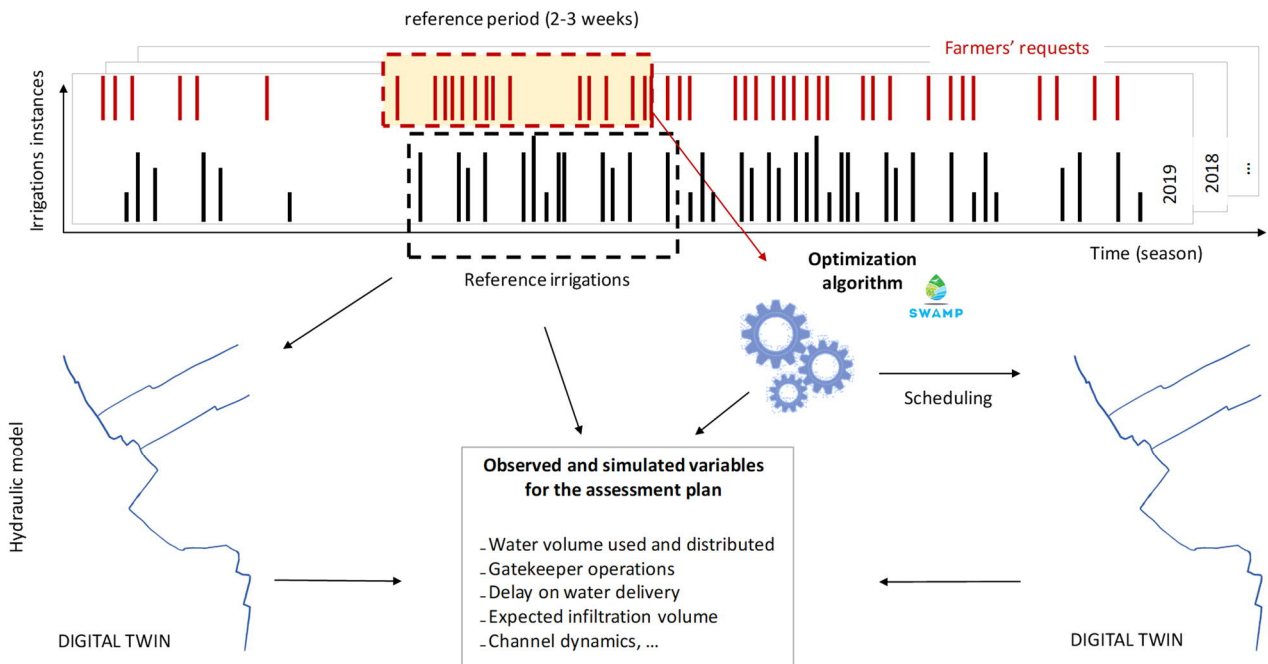 reference period (2-3 weeks)
Farmers' requests
Irrigations instances
2019
2018
...
Time (season)
Reference irrigations
Optimization
algorithm
SWAMP
Scheduling
Hydraulic model
Observed and simulated variables
for the assessment plan
-Water volume used and distributed
-Gatekeeper operations
-Delay on water delivery
-Expected infiltration volume
-Channel dynamics, ...
DIGITAL TWIN
DIGITAL TWIN